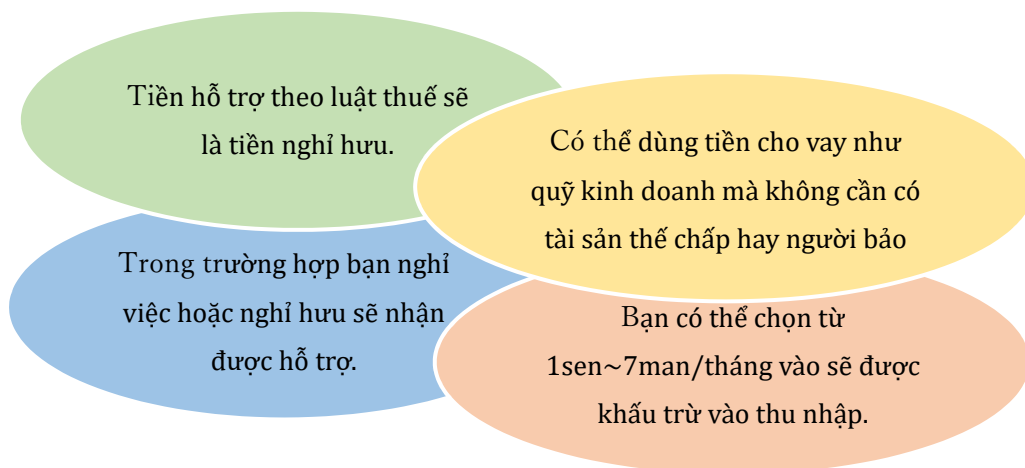 Tiền hỗ trợ theo luật thuế sẽ
là tiền nghỉ hưu.
Có thể dùng tiền cho vay như
quỹ kinh doanh mà không cần có
tài sản thế chấp hay người bảo
Trong trường hợp bạn nghỉ
việc hoặc nghỉ hưu sẽ nhận
được hỗ trợ.
Bạn có thể chọn từ
1sen~7man/tháng vào sẽ được
khấu trừ vào thu nhập.